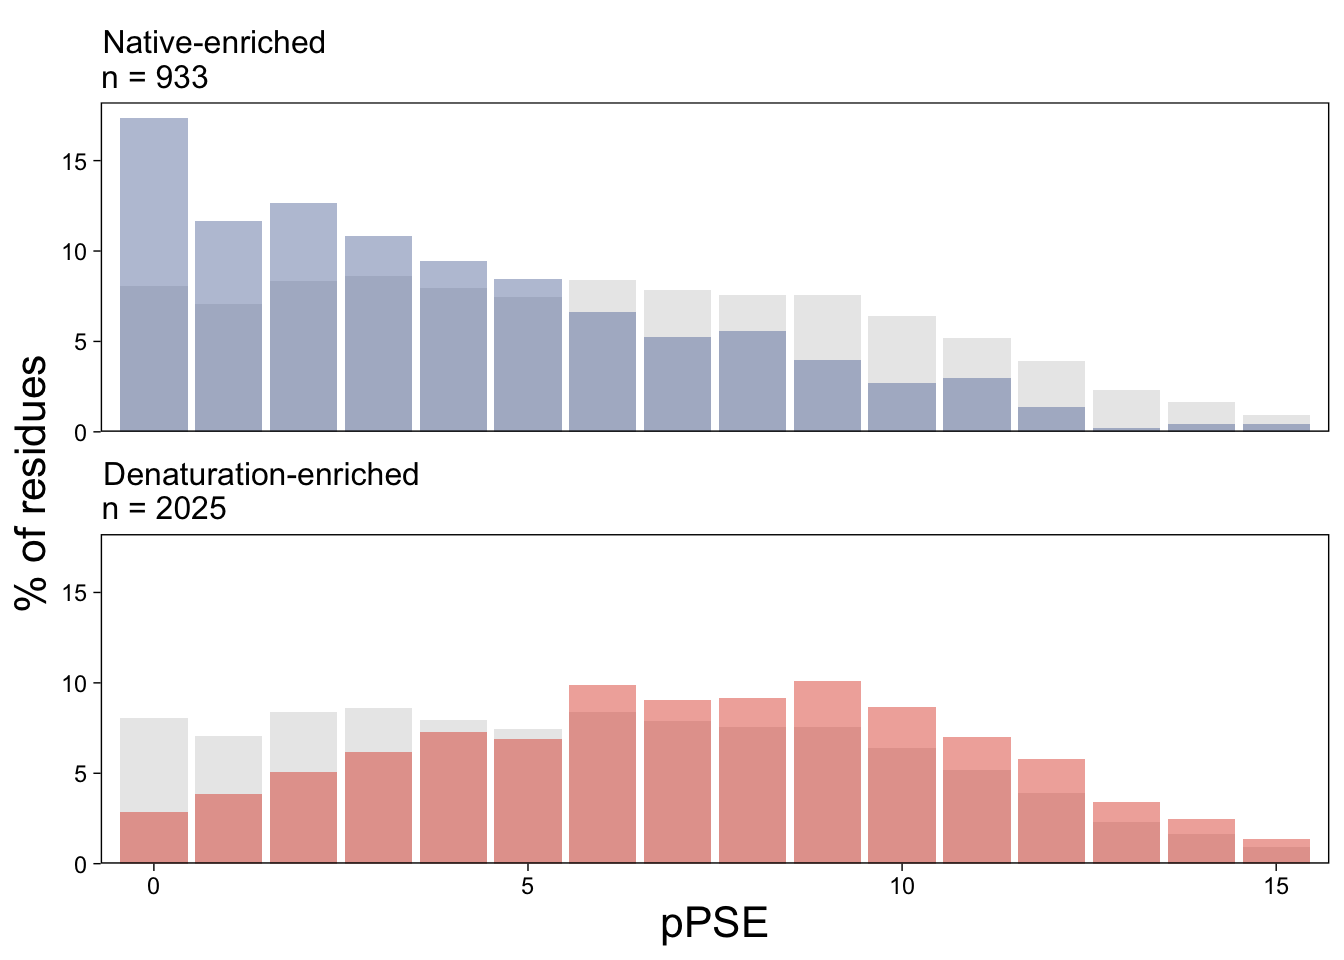 Native-enriched
n = 933
15
10
5
0
% of residues
Denaturation-enriched
n = 2025
15
10
5
0
0 5 10 15
pPSE